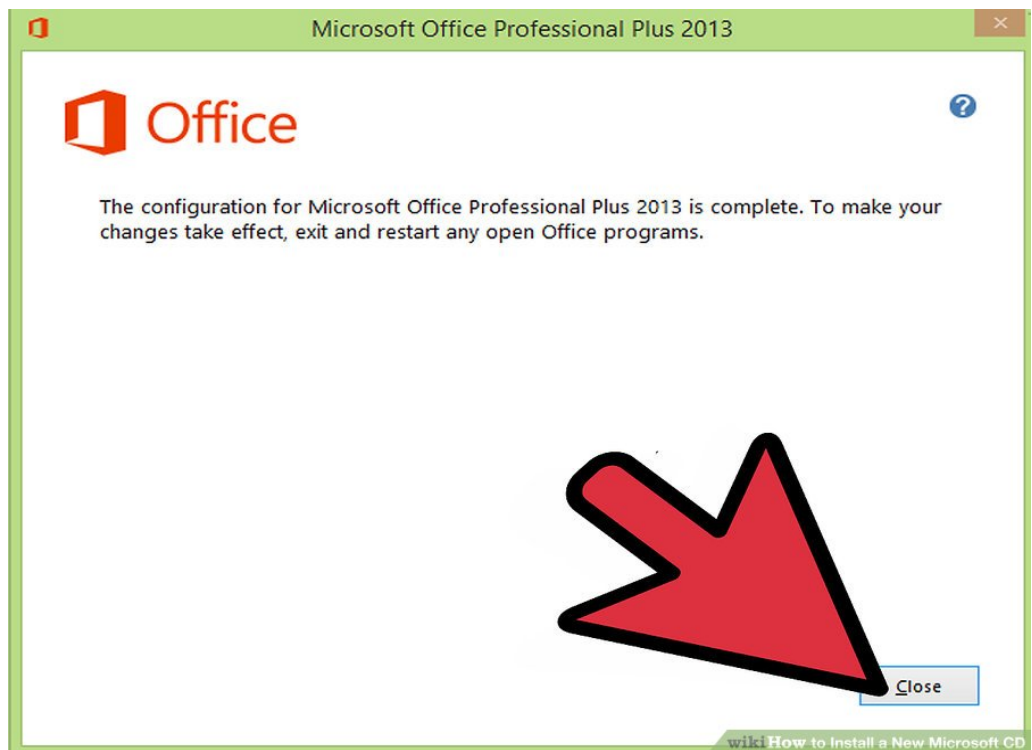 Microsoft Office Professional Plus 2013
Office
The configuration for Microsoft Office Professional Plus 2013 is complete. To make your
changes take effect, exit and restart any open Office programs.
Close
wikiHow to Install a New Microsoft CD